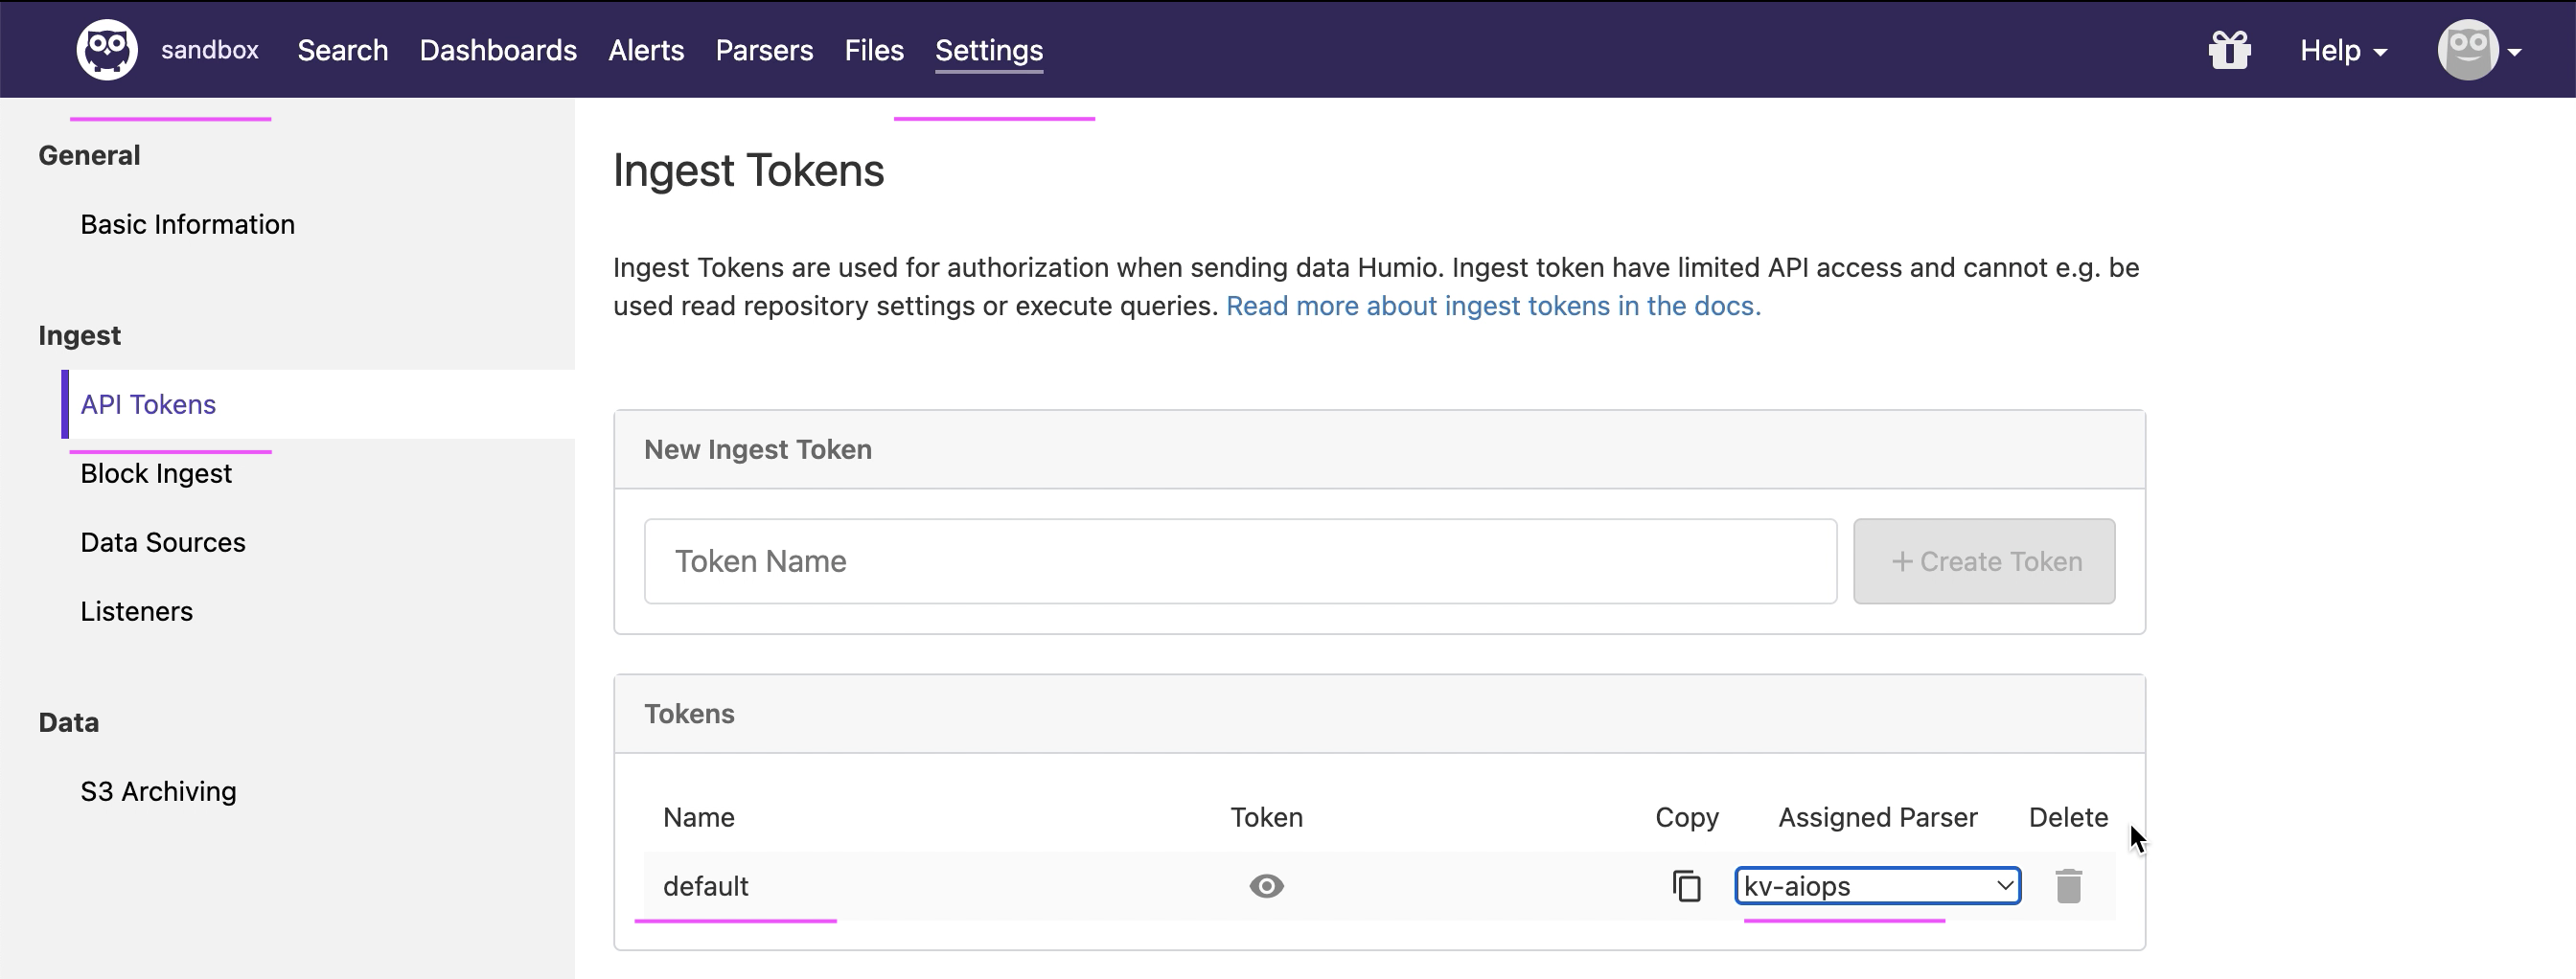 sandbox Search Dashboards Alerts Parsers Files Settings Help
General
Basic Information
Ingest
API Tokens
Block Ingest
Data Sources
Listeners
Data
S3 Archiving
Ingest Tokens
Ingest Tokens are used for authorization when sending data Humio. Ingest token have limited API access and cannot e.g. be
used read repository settings or execute queries. Read more about ingest tokens in the docs.
New Ingest Token
Token Name + Create Token
Tokens
Name Token Copy Assigned Parser Delete
default kv-aiops